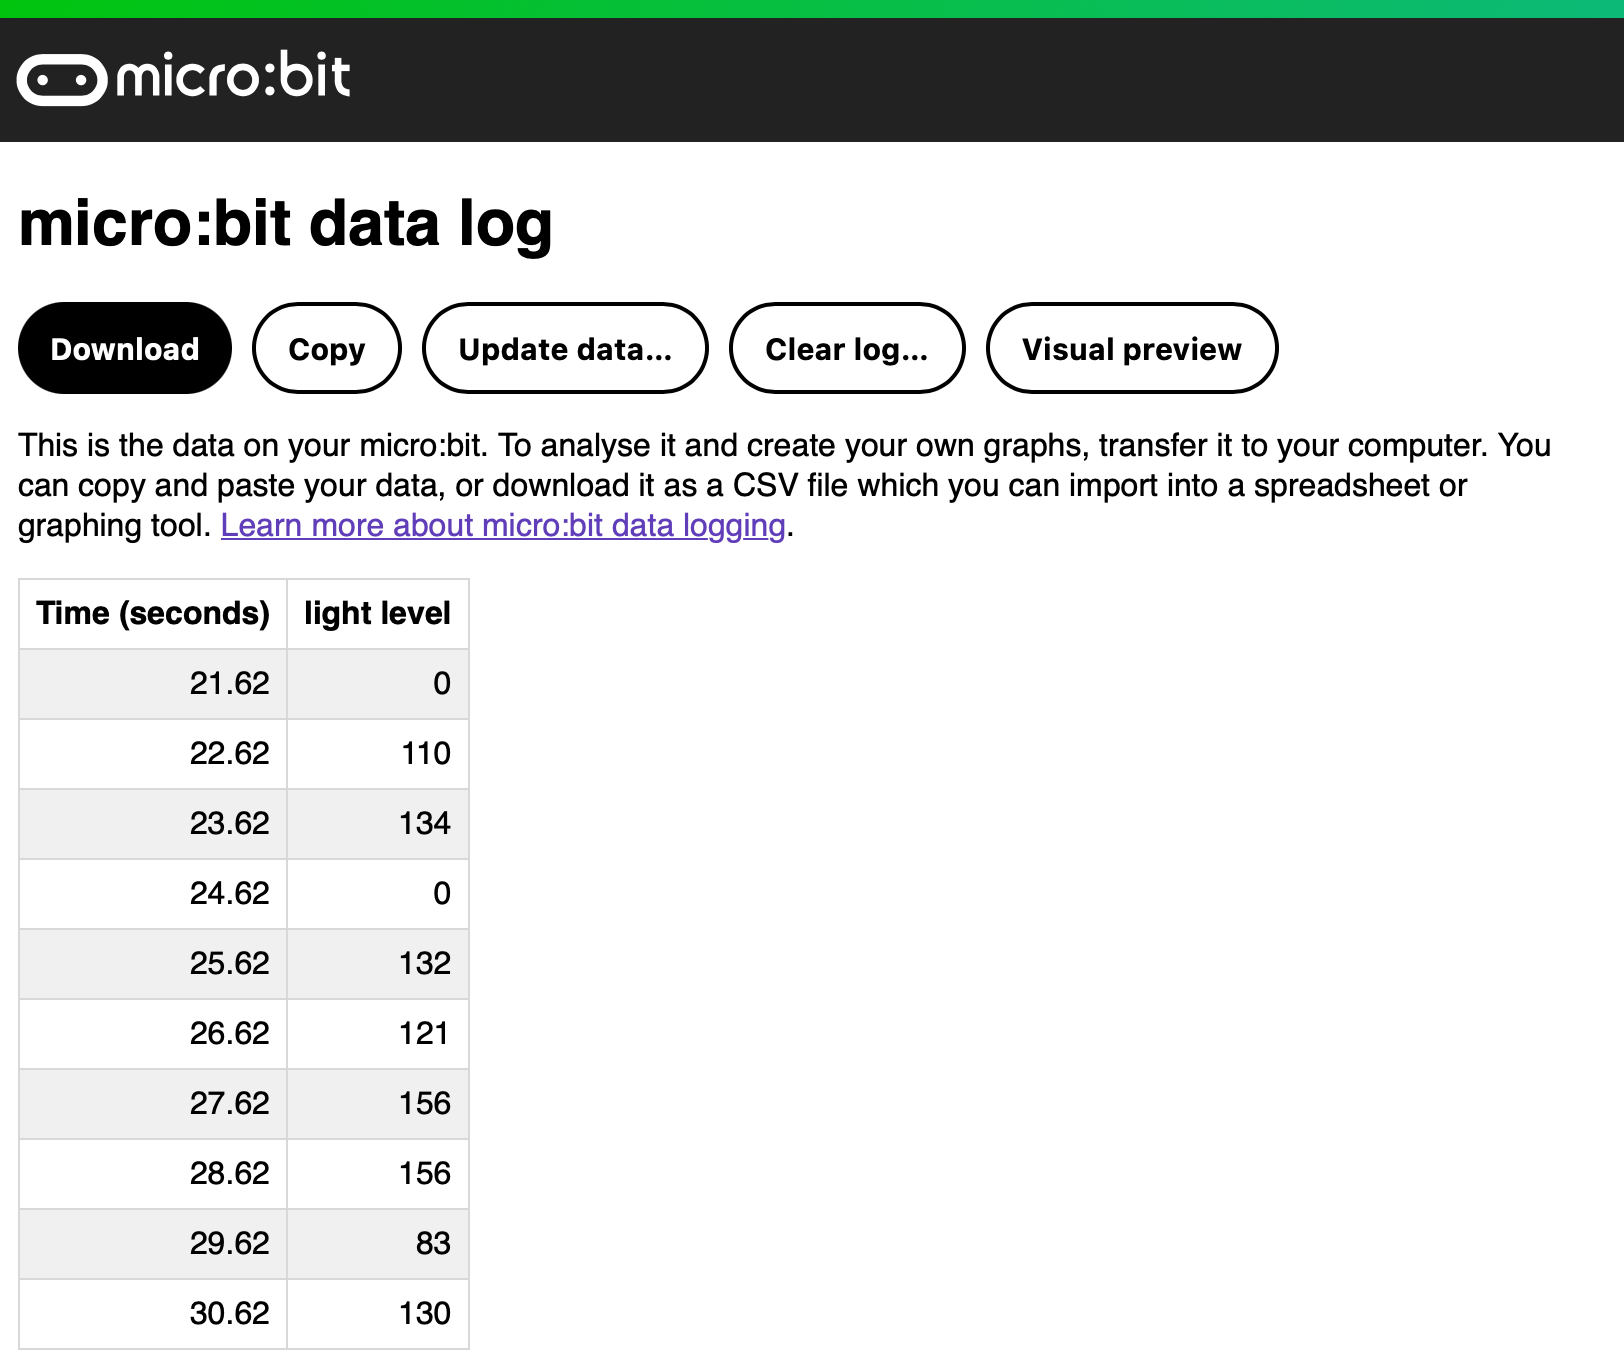 micro:bit
micro:bit data log
Download Copy Update data... Clear log... Visual preview
This is the data on your micro:bit. To analyse it and create your own graphs, transfer it to your computer. You
can copy and paste your data, or download it as a CSV file which you can import into a spreadsheet or
graphing tool. Learn more about micro:bit data logging.
Time (seconds) light level
21.62 0
22.62 110
23.62 134
24.62 0
25.62 132
26.62 121
27.62 156
28.62 156
29.62 83
30.62 130